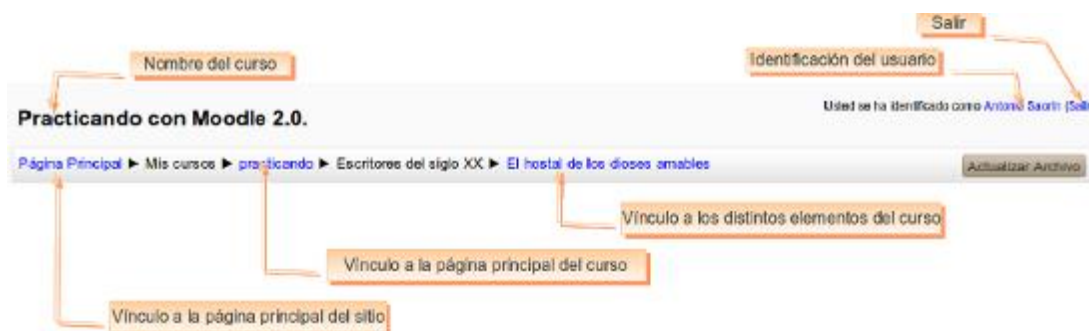 Salir
Nombre del curso
Identificación del usuario
Practicando con Moodle 2.0.
Usted se ha identificado como Antonio Saorín (Sali
Página Principal ► Mis cursos ► practicando ► Escritores del siglo XX ► El hostal de los dioses amables
Actualizar Archivo
Vínculo a los distintos elementos del curso
Vínculo a la página principal del curso
Vínculo a la página principal del sitio